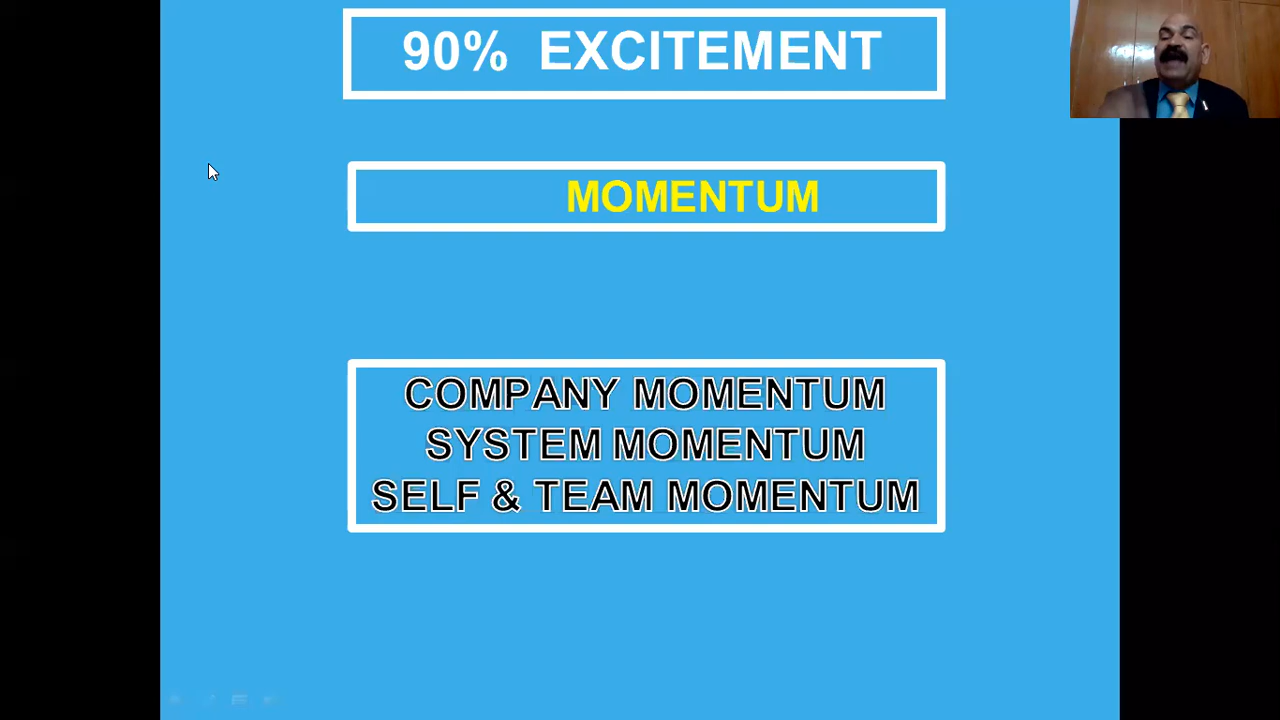 90% EXCITEMENT
MOMENTUM
COMPANY MOMENTUM
SYSTEM MOMENTUM
SELF & TEAM MOMENTUM